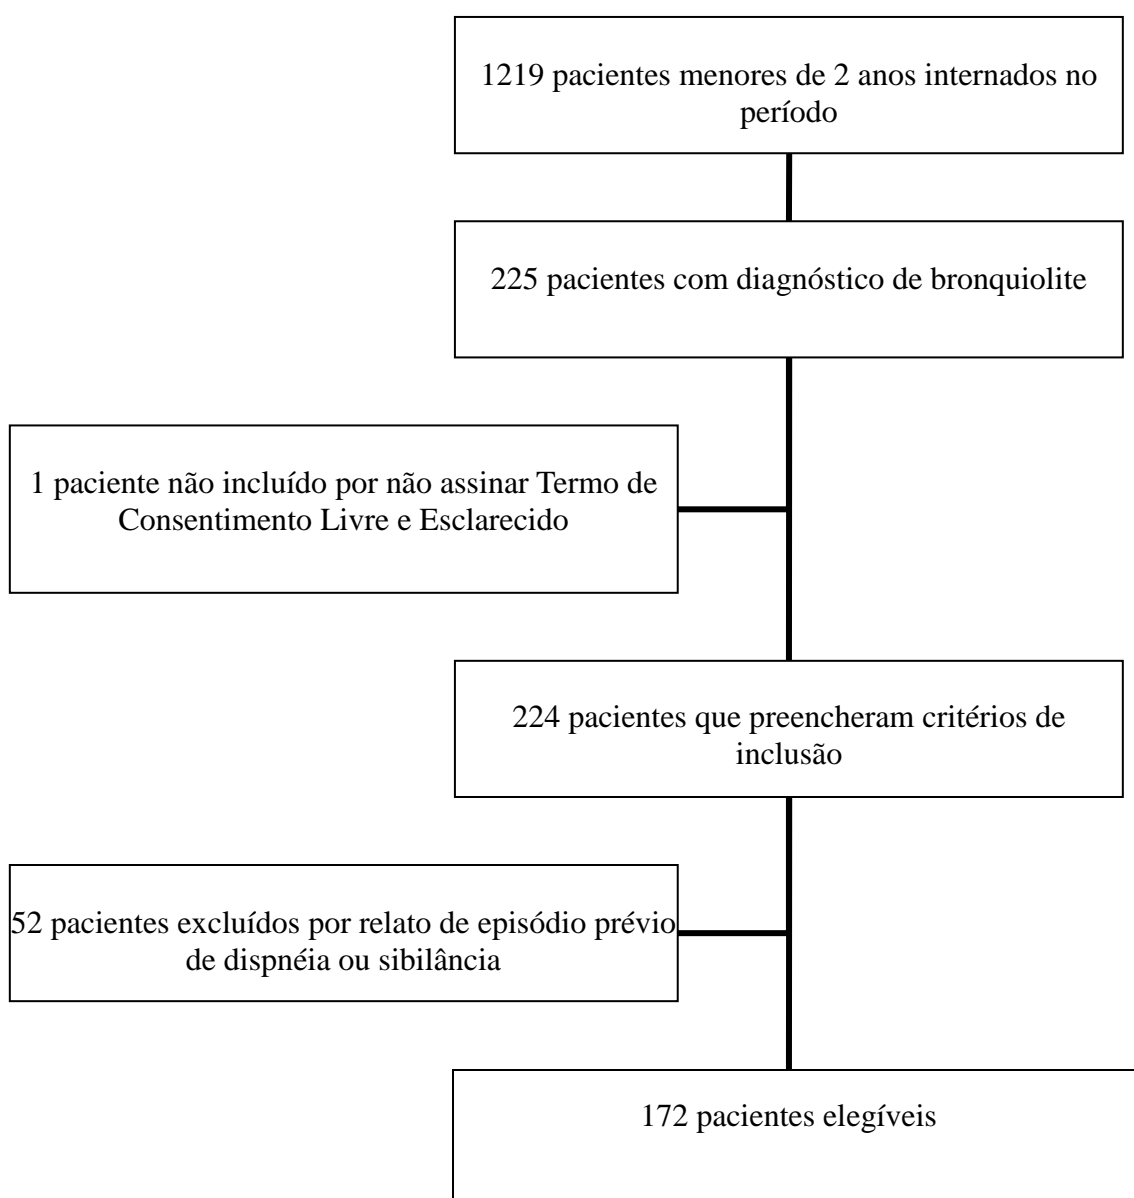 1219 pacientes menores de 2 anos internados no
período
225 pacientes com diagnóstico de bronquiolite
1 paciente não incluído por não assinar Termo de
Consentimento Livre e Esclarecido
224 pacientes que preencheram critérios de
inclusão
52 pacientes excluídos por relato de episódio prévio
de dispnéia ou sibilância
172 pacientes elegíveis